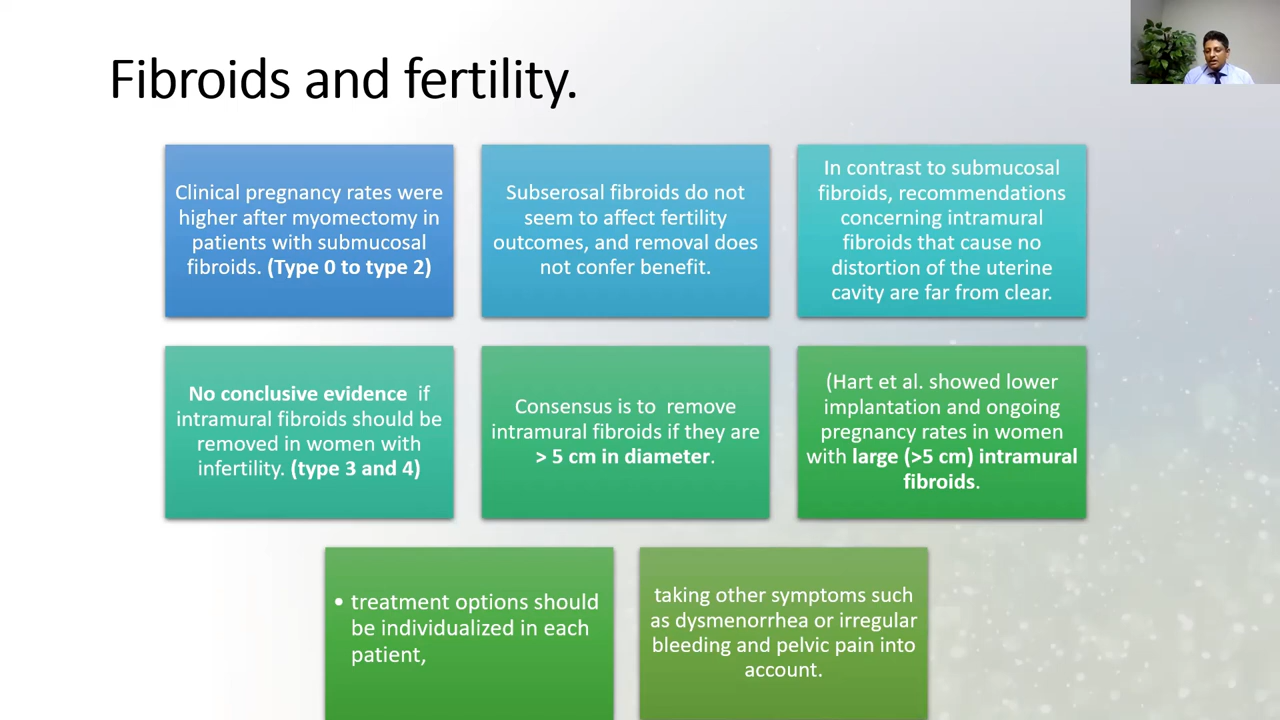 Fibroids and fertility.
Clinical pregnancy rates were
higher after myomectomy in
patients with submucosal
fibroids. (Type 0 to type 2)
Subserosal fibroids do not
seem to affect fertility
outcomes, and removal does
not confer benefit.
In contrast to submucosal
fibroids, recommendations
concerning intramural
fibroids that cause no
distortion of the uterine
cavity are far from clear.
No conclusive evidence if
intramural fibroids should be
removed in women with
infertility. (type 3 and 4)
Consensus is to remove
intramural fibroids if they are
> 5 cm in diameter.
(Hart et al. showed lower
implantation and ongoing
pregnancy rates in women
with large (>5 cm) intramural
fibroids.
• treatment options should
be individualized in each
patient,
taking other symptoms such
as dysmenorrhea or irregular
bleeding and pelvic pain into
account.